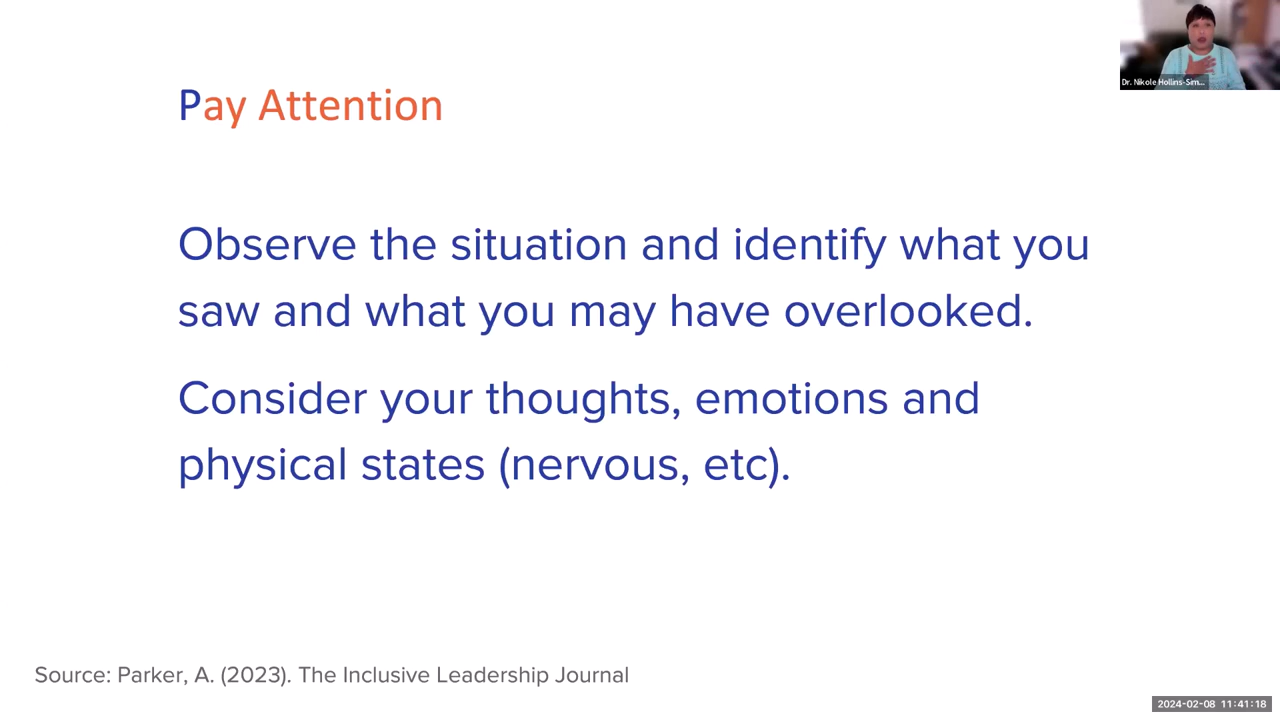 Dr. Nikole Hollins-Sim...
Pay Attention
Observe the situation and identify what you
saw and what you may have overlooked.
Consider your thoughts, emotions and
physical states (nervous, etc).
Source: Parker, A. (2023). The Inclusive Leadership Journal
2024-02-08 11:41:18